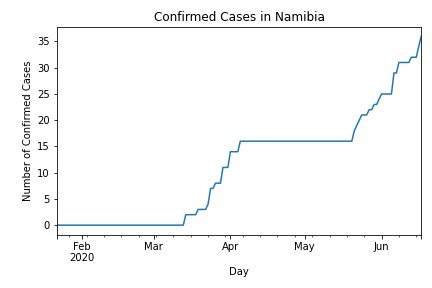 Confirmed Cases in Namibia
Number of Confirmed Cases
35
30
25
20
15
10
5
0
Feb Mar Apr May Jun
2020
Day